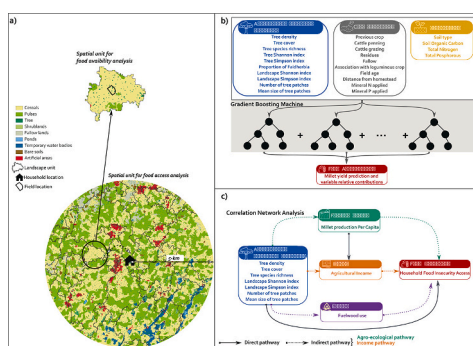 a)
Spatial unit for
food avaibility analysis
Cereals
Pulses
Tree
Shrublands
Fallow lands
Ponds
Temporary water bodies
Bare soils
Artificial areas
Landscape unit
Household location
Field location
Spatial unit for food access analysis
b)
Tree density
Tree cover
Tree species richness
Tree Shannon index
Tree Simpson index
Proportion of Faidherbia
Landscape Shannon index
Landscape Simpson index
Number of tree patches
Mean size of tree patches
Previous crop
Cattle penning
Cattle grazing
Residues
Fallow
Association with leguminous crop
Field age
Distance from homestead
Mineral N applied
Mineral P applied
Soil type
Soil Organic Carbon
Total Nitrogen
Total Phosphorus
Gradient Boosting Machine
+ + ... +
Millet yield prediction and
variable relative contributions
c)
Correlation Network Analysis
Millet production Per Capita
Tree density
Tree cover
Tree species richness
Landscape Shannon index
Landscape Simpson index
Number of tree patches
Mean size of tree patches
Agricultural Income
Household Food Insecurity Access
Fuelwood use
Direct pathway
Indirect pathway
Agro-ecological pathway
Income pathway